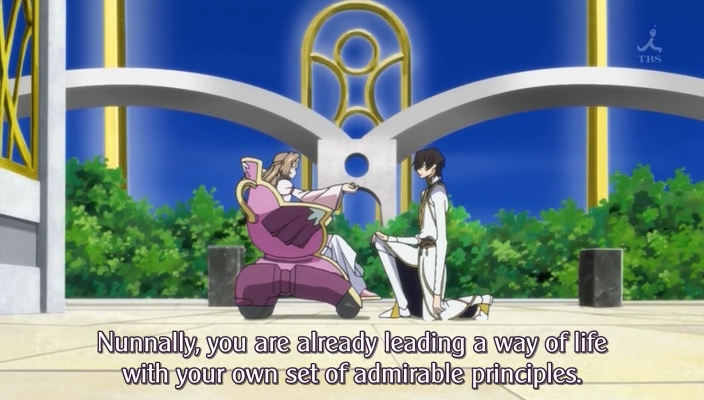 TBS
Nunnally, you are already leading a way of life
with your own set of admirable principles.